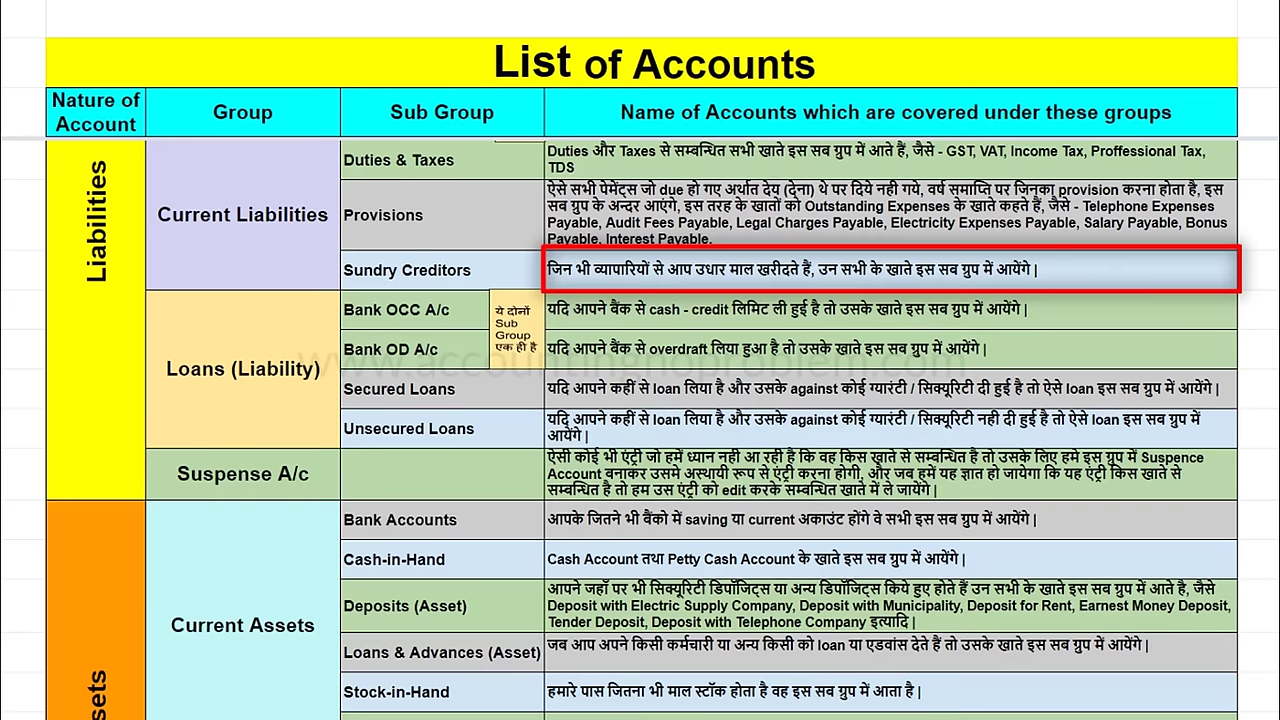 List of Accounts
Nature of Account
Group
Sub Group
Name of Accounts which are covered under these groups
Liabilities
Current Liabilities
Duties & Taxes
Duties और Taxes से सम्बन्धित सभी खाते इस सब ग्रुप में आते हैं, जैसे - GST, VAT, Income Tax, Proffessional Tax,
TDS
Provisions
ऐसे सभी पेमेंट्स जो due हो गए अर्थात देय (देना) थे पर दिये नही गये, वर्ष समाप्ति पर जिनका provision करना होता है, इस
सब ग्रुप के अन्दर आएंगे, इस तरह के खातों को Outstanding Expenses के खाते कहते हैं, जैसे - Telephone Expenses
Payable, Audit Fees Payable, Legal Charges Payable, Electricity Expenses Payable, Salary Payable, Bonus
Payable, Interest Payable.
Sundry Creditors
जिन भी व्यापारियों से आप उधार माल खरीदते हैं, उन सभी के खाते इस सब ग्रुप में आयेंगे |
Loans (Liability)
Bank OCC A/c
ये दोनों
Sub
Group
एक ही है
यदि आपने बैंक से cash - credit लिमिट ली हुई है तो उसके खाते इस सब ग्रुप में आयेंगे |
Bank OD A/c
यदि आपने बैंक से overdraft लिया हुआ है तो उसके खाते इस सब ग्रुप में आयेंगे |
www.accountingnoproblem.com
Secured Loans
यदि आपने कहीं से loan लिया है और उसके against कोई ग्यारंटी / सिक्यूरिटी दी हुई है तो ऐसे loan इस सब ग्रुप में आयेंगे |
Unsecured Loans
यदि आपने कहीं से loan लिया है और उसके against कोई ग्यारंटी / सिक्यूरिटी नही दी हुई है तो ऐसे loan इस सब ग्रुप में
आयेंगे |
Suspense A/c
ऐसी कोई भी एंट्री जो हमें ध्यान नही आ रही है कि वह किस खाते से सम्बन्धित है तो उसके लिए हमे इस ग्रुप में Suspence
Account बनाकर उसमे अस्थायी रूप से एंट्री करना होगी, और जब हमें यह ज्ञात हो जायेगा कि यह एंट्री किस खाते से
सम्बन्धित है तो हम उस एंट्री को edit करके सम्बन्धित खाते में ले जायेंगे |
sets
Current Assets
Bank Accounts
आपके जितने भी बैंको में saving या current अकाउंट होंगे वे सभी इस सब ग्रुप में आयेंगे |
Cash-in-Hand
Cash Account तथा Petty Cash Account के खाते इस सब ग्रुप में आयेंगे |
Deposits (Asset)
आपने जहाँ पर भी सिक्यूरिटी डिपॉजिट्स या अन्य डिपॉजिट्स किये हुए होते हैं उन सभी के खाते इस सब ग्रुप में आते है, जैसे
Deposit with Electric Supply Company, Deposit with Municipality, Deposit for Rent, Earnest Money Deposit,
Tender Deposit, Deposit with Telephone Company इत्यादि |
Loans & Advances (Asset)
जब आप अपने किसी कर्मचारी या अन्य किसी को loan या एडवांस देते हैं तो उसके खाते इस सब ग्रुप में आयेंगे |
Stock-in-Hand
हमारे पास जितना भी माल स्टॉक होता है वह इस सब ग्रुप में आता है |